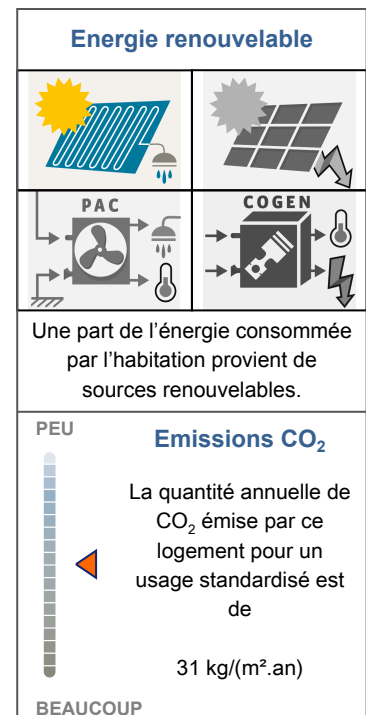 Energie renouvelable
PAC
COGEN
Une part de l'énergie consommée
par l'habitation provient de
sources renouvelables.
PEU
Emissions CO₂
La quantité annuelle de
CO₂ émise par ce
logement pour un
usage standardisé est
de
31 kg/(m².an)
BEAUCOUP